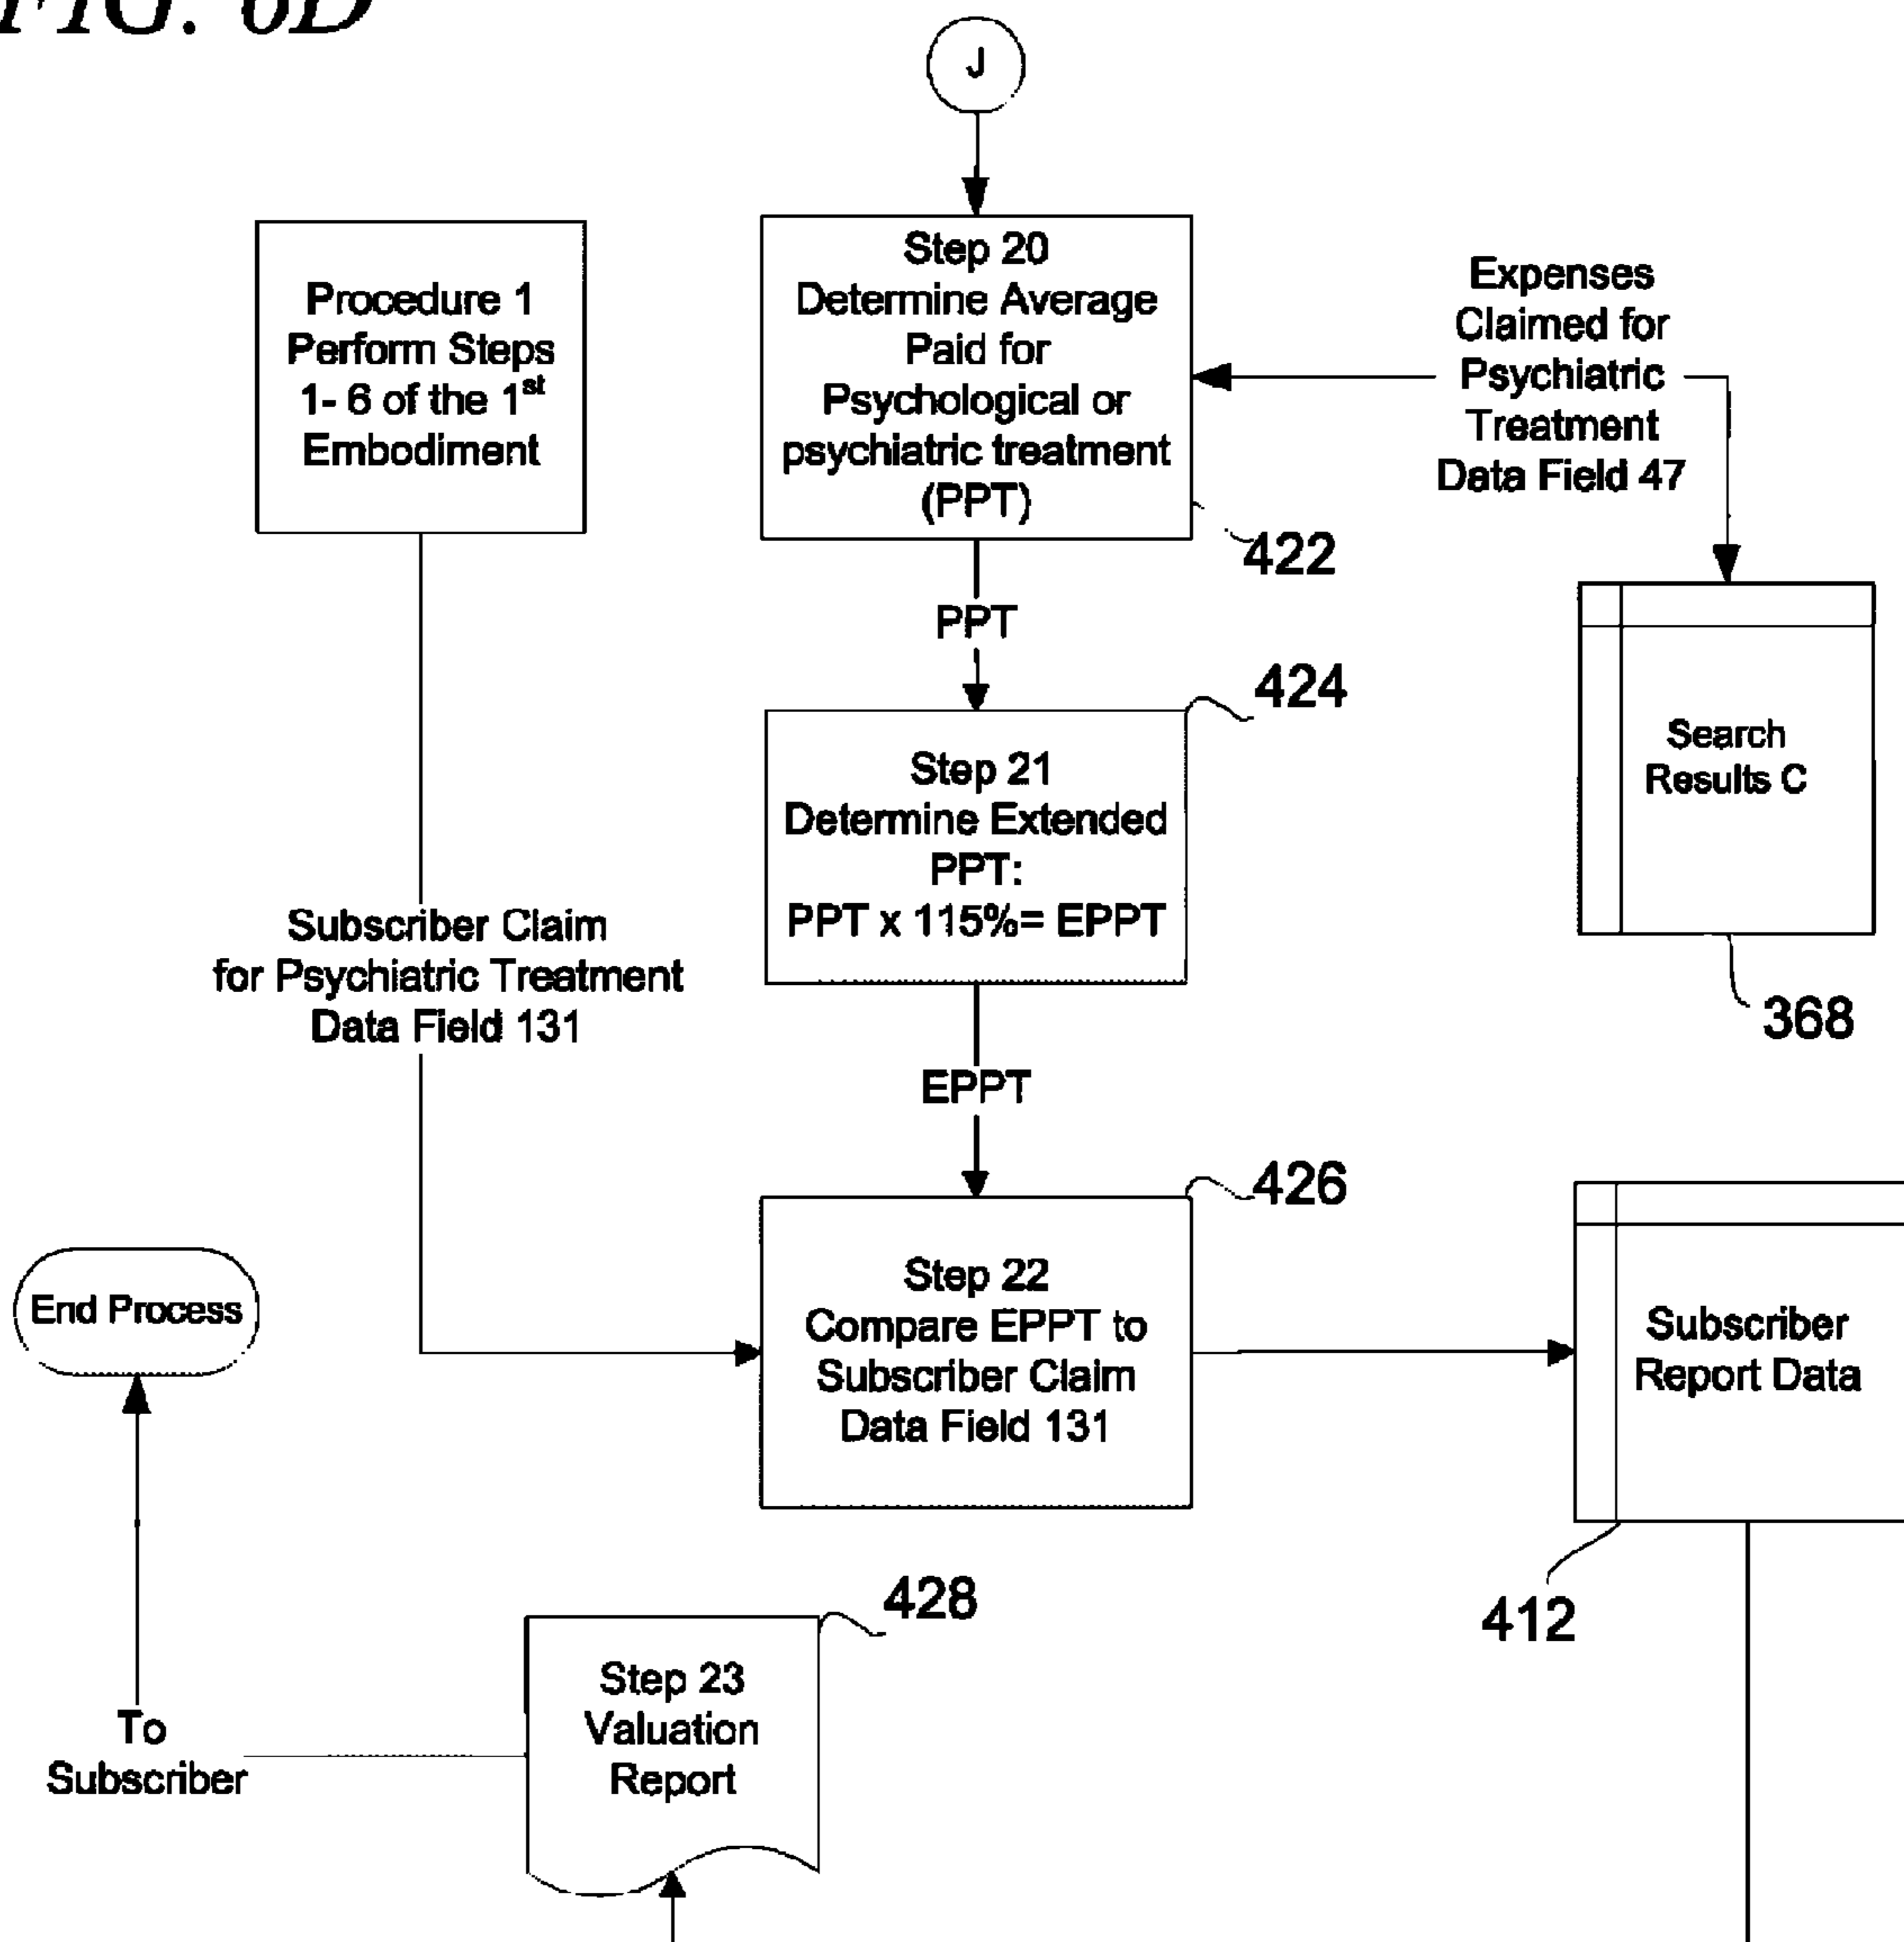 FIG. 6D
J
Procedure 1
Perform Steps
1- 6 of the 1st
Embodiment
Step 20
Determine Average
Paid for
Psychological or
psychiatric treatment
(PPT)
422
Expenses
Claimed for
Psychiatric
Treatment
Data Field 47
PPT
Search
Results C
368
424
Step 21
Determine Extended
PPT:
PPT x 115%= EPPT
Subscriber Claim
for Psychiatric Treatment
Data Field 131
EPPT
426
Step 22
Compare EPPT to
Subscriber Claim
Data Field 131
Subscriber
Report Data
412
End Process
428
Step 23
Valuation
Report
To
Subscriber